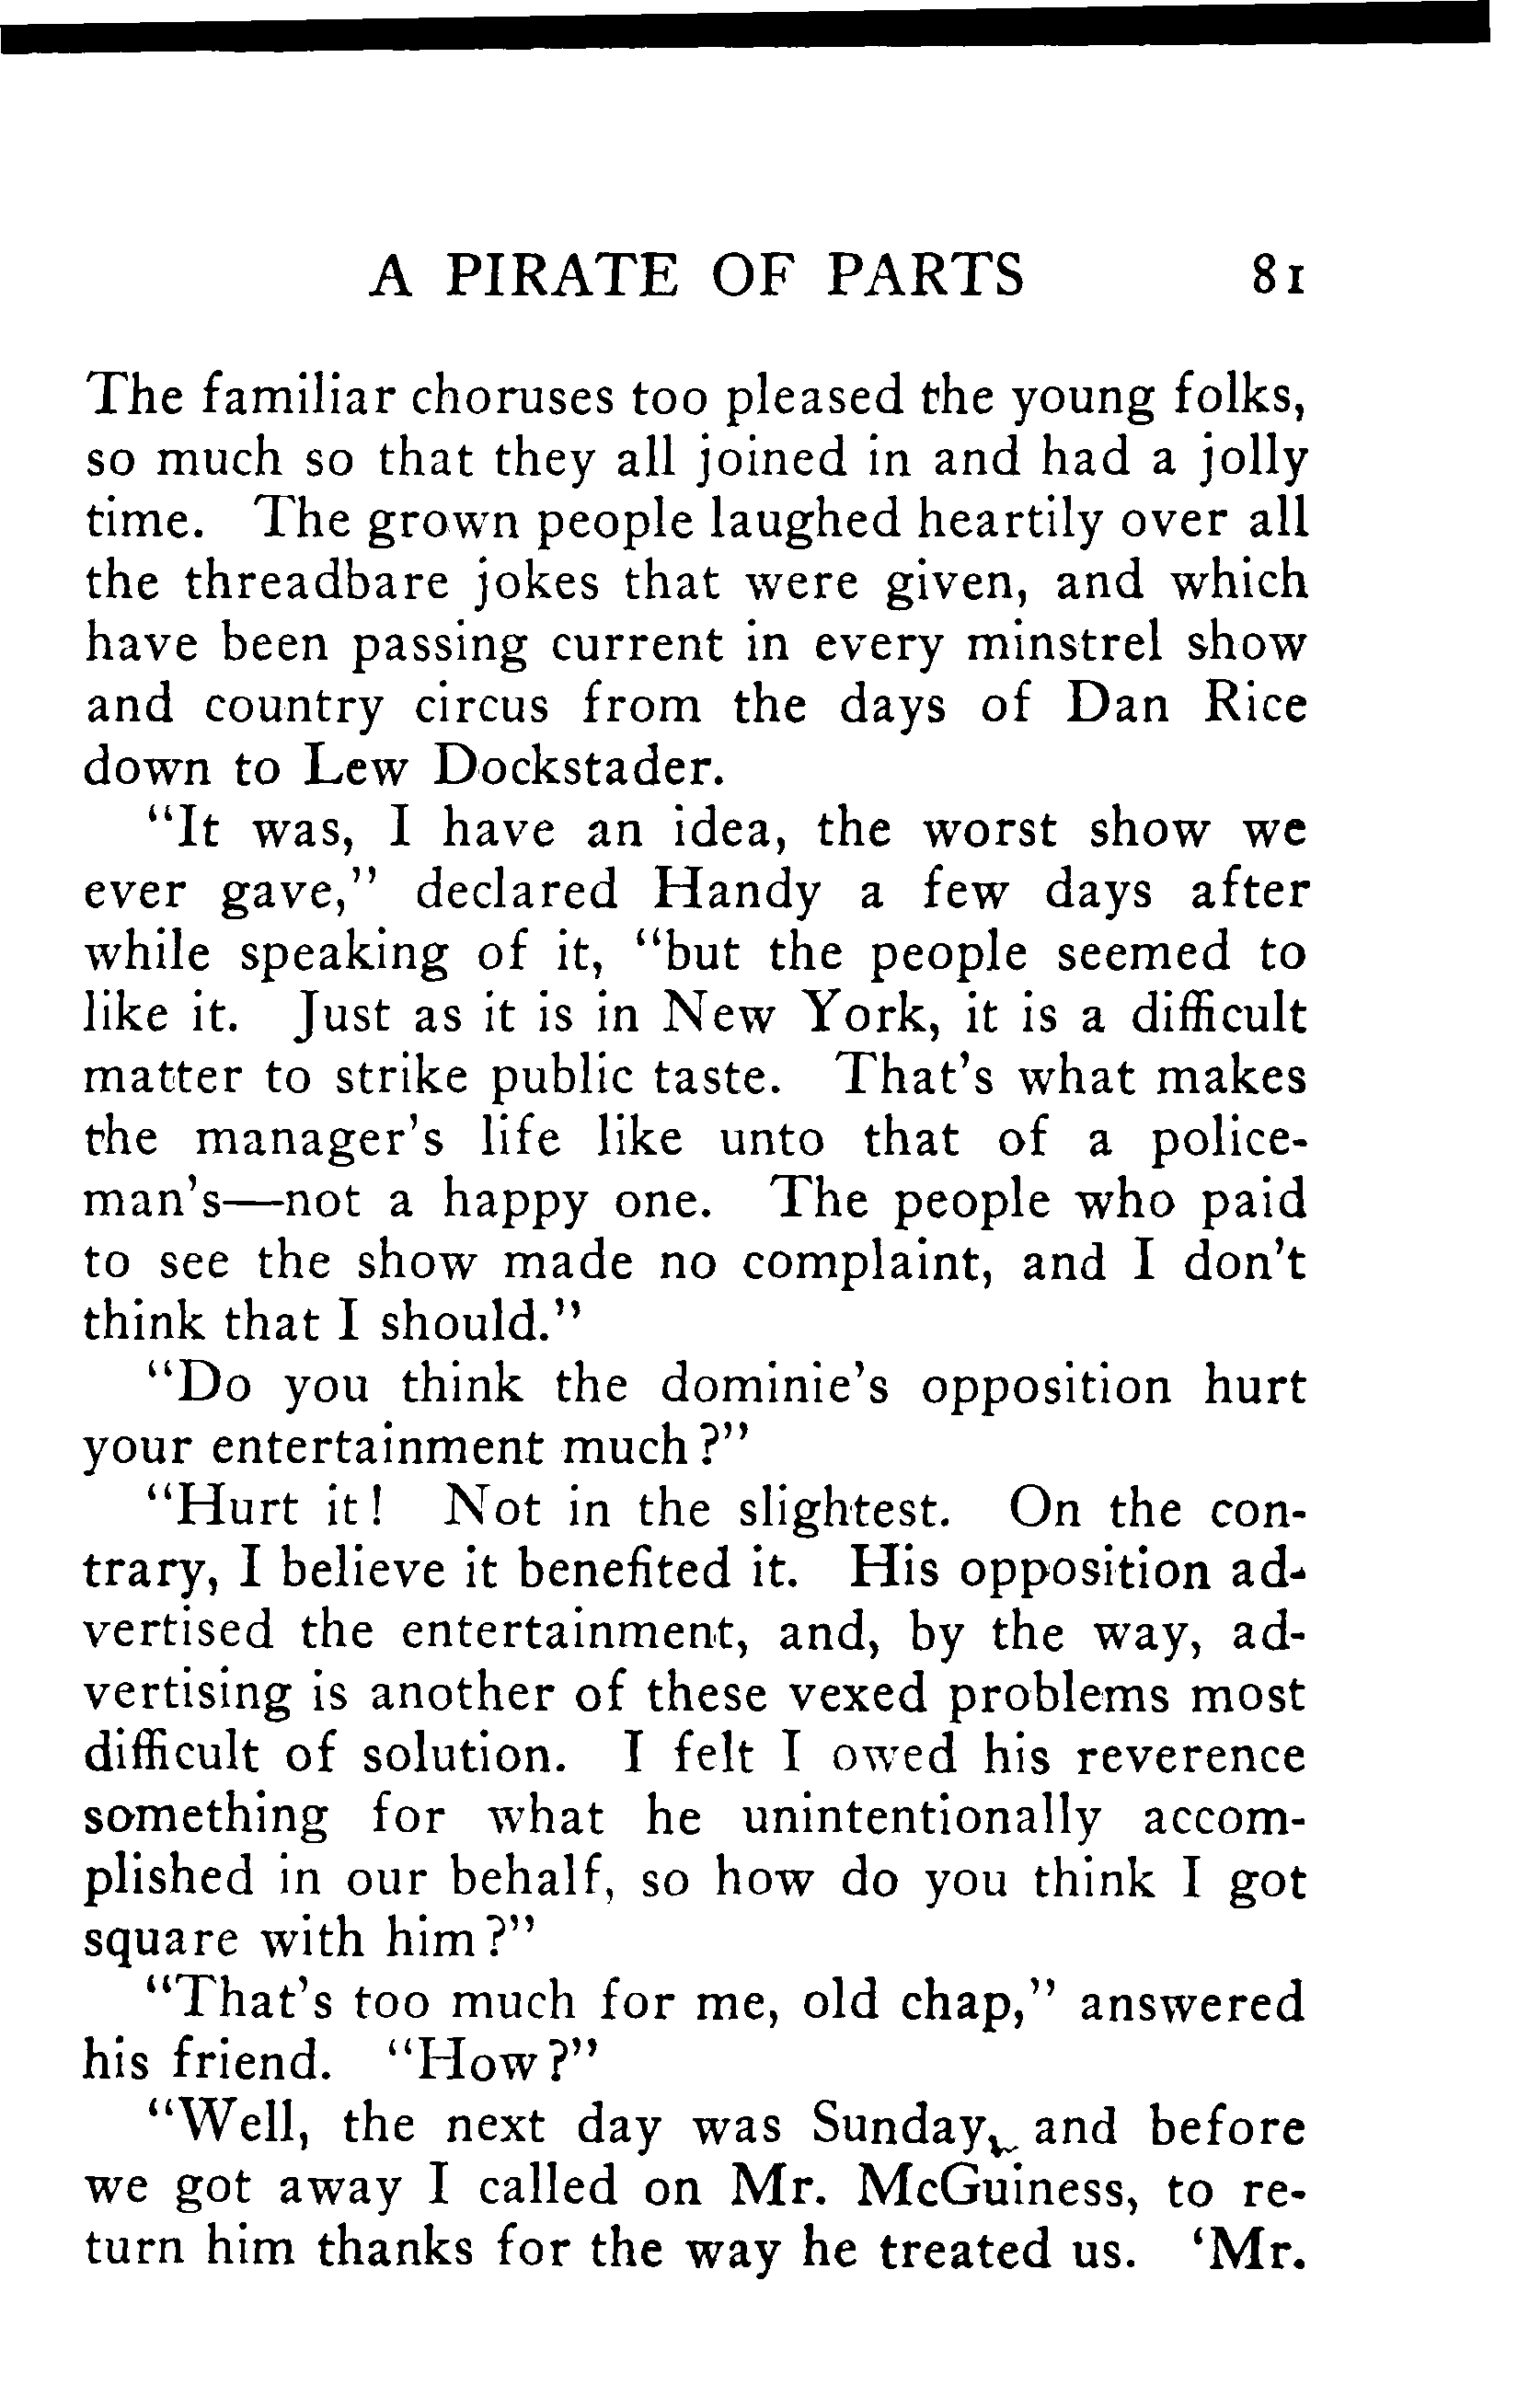 A PIRATE OF PARTS 81
The familiar choruses too pleased the young folks,
so much so that they all joined in and had a jolly
time. The grown people laughed heartily over all
the threadbare jokes that were given, and which
have been passing current in every minstrel show
and country circus from the days of Dan Rice
down to Lew Dockstader.
"It was, I have an idea, the worst show we
ever gave," declared Handy a few days after
while speaking of it, "but the people seemed to
like it. Just as it is in New York, it is a difficult
matter to strike public taste. That's what makes
the manager's life like unto that of a police-
man's—not a happy one. The people who paid
to see the show made no complaint, and I don't
think that I should."
"Do you think the dominie's opposition hurt
your entertainment much?"
"Hurt it! Not in the slightest. On the con-
trary, I believe it benefited it. His opposition ad-
vertised the entertainment, and, by the way, ad-
vertising is another of these vexed problems most
difficult of solution. I felt I owed his reverence
something for what he unintentionally accom-
plished in our behalf, so how do you think I got
square with him?"
"That's too much for me, old chap," answered
his friend. "How?"
"Well, the next day was Sunday, and before
we got away I called on Mr. McGuiness, to re-
turn him thanks for the way he treated us. 'Mr.